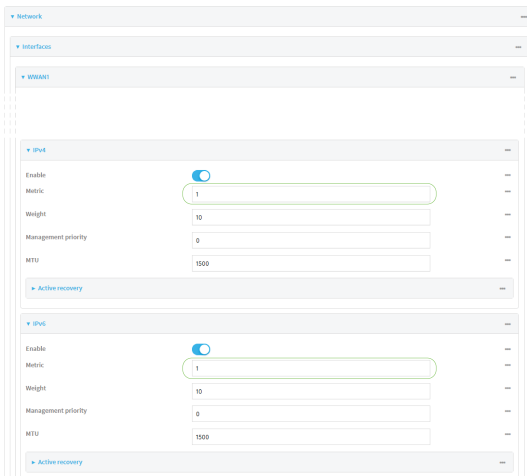 ▾ Network
▾ Interfaces
▾ WWAN1
▾ IPv4
Enable
Metric 1
Weight 10
Management priority 0
MTU 1500
▸ Active recovery
▾ IPv6
Enable
Metric 1
Weight 10
Management priority 0
MTU 1500
▸ Active recovery